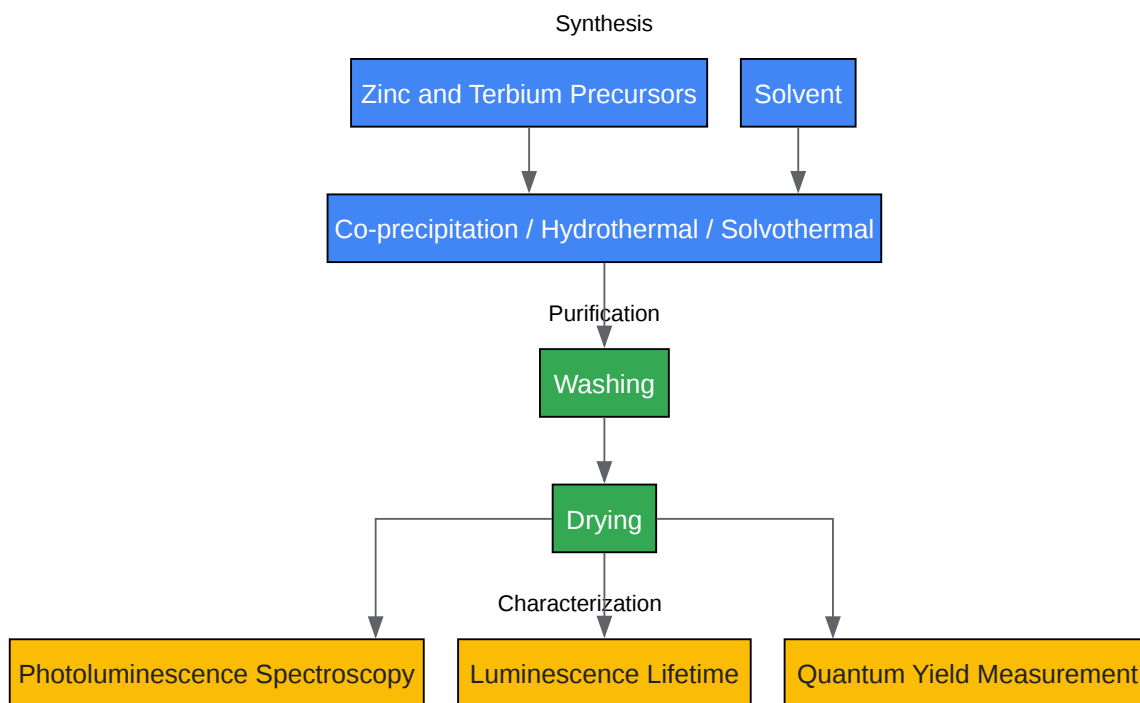 Synthesis
Zinc and Terbium Precursors
Solvent
Co-precipitation / Hydrothermal / Solvothermal
Purification
Washing
Drying
Characterization
Photoluminescence Spectroscopy
Luminescence Lifetime
Quantum Yield Measurement